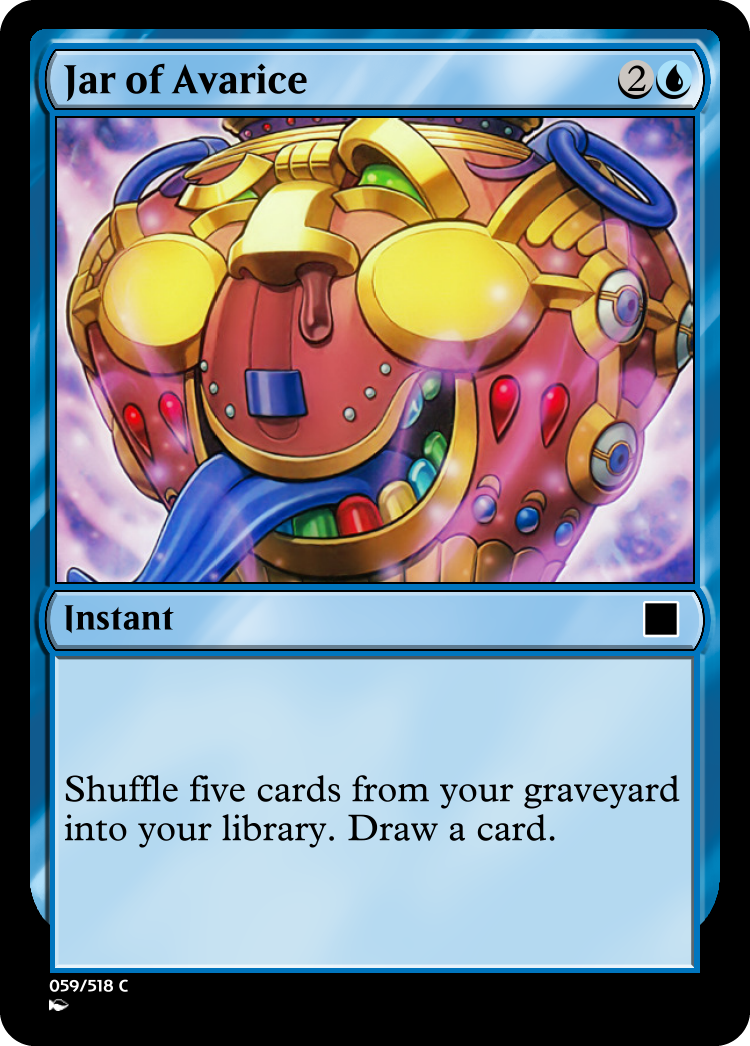 Jar of Avarice 2
Instant
Shuffle five cards from your graveyard
into your library. Draw a card.
059/518 C